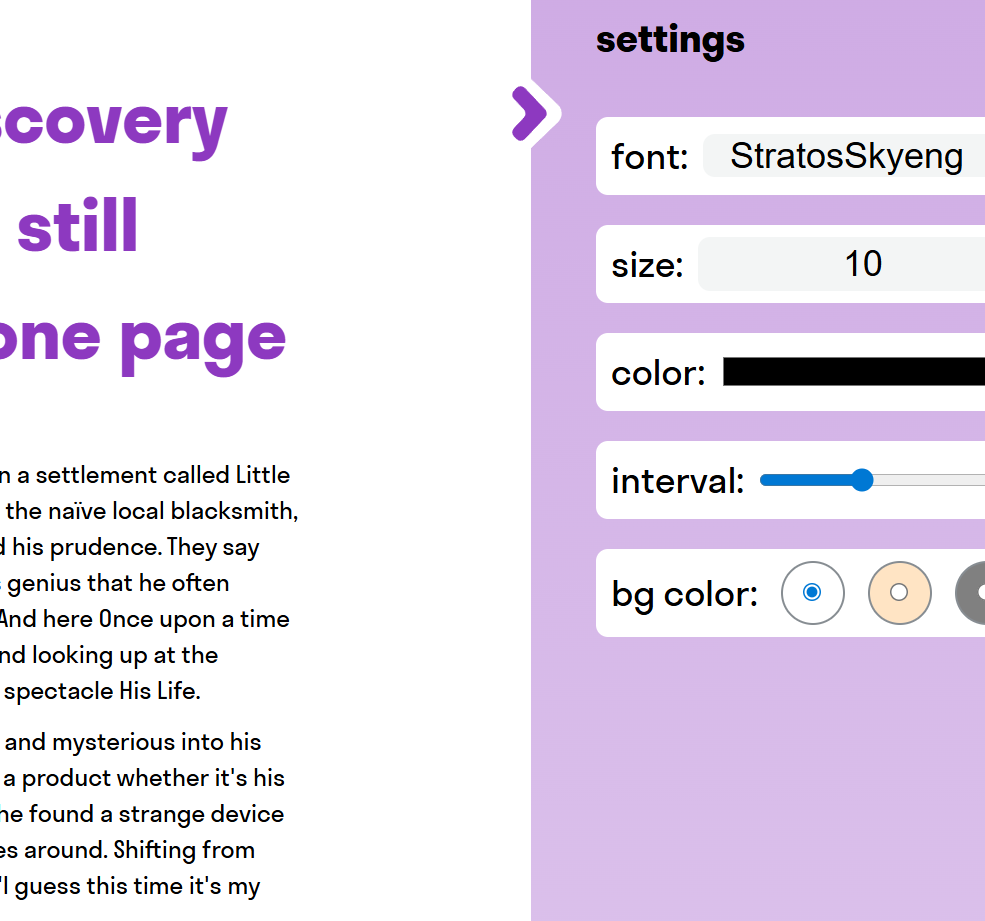 scovery
still
one page
n a settlement called Little
the naïve local blacksmith,
d his prudence. They say
s genius that he often
And here Once upon a time
nd looking up at the
spectacle His Life.
and mysterious into his
a product whether it's his
he found a strange device
es around. Shifting from
"I guess this time it's my
settings
font: StratosSkyeng
size: 10
color:
interval:
bg color: